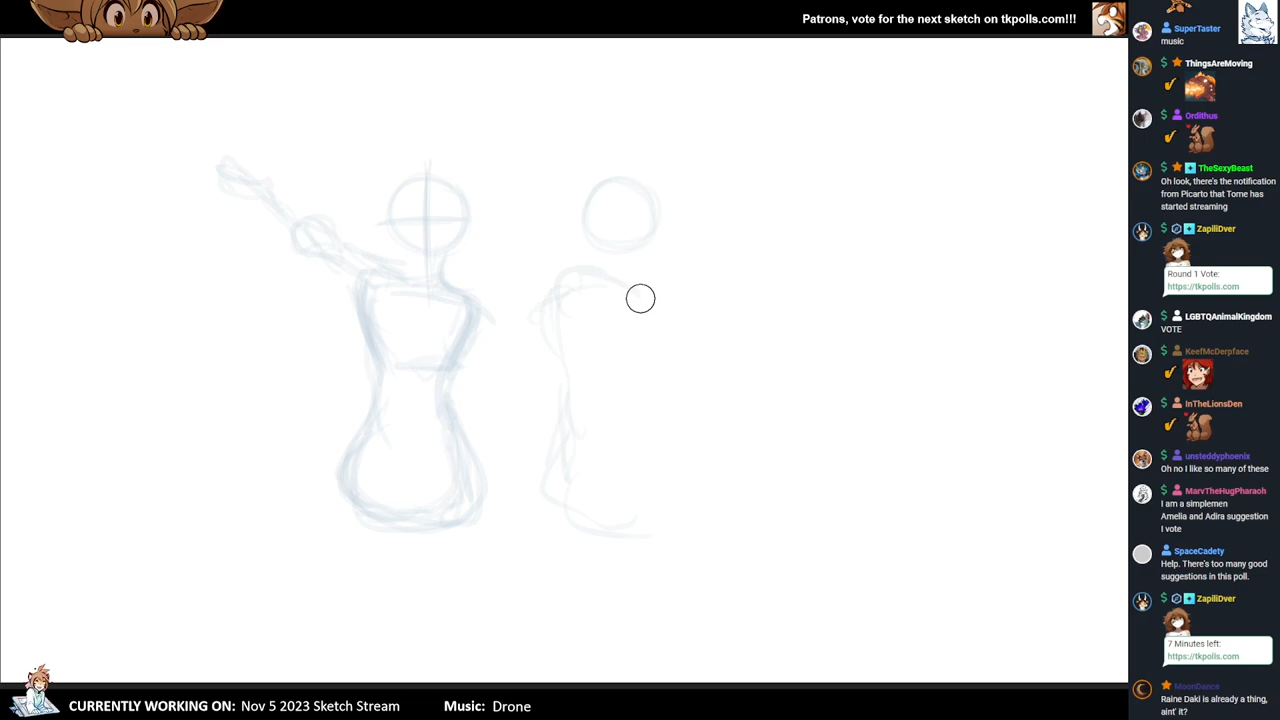 Patrons, vote for the next sketch on tkpolls.com!!!
SuperTaster
music
ThingsAreMoving
Ordithus
TheSexyBeast
Oh look, there's the notification
from Picarto that Tome has
started streaming
ZapiliDver
Round 1 Vote:
https://tkpolls.com
LGBTQAnimalKingdom
VOTE
KeefMcDerpface
InTheLionsDen
unsteddyphoenix
Oh no I like so many of these
MarvTheHugPharaoh
I am a simplemen
Amelia and Adira suggestion
I vote
SpaceCadety
Help. There's too many good
suggestions in this poll.
ZapiliDver
7 Minutes left:
https://tkpolls.com
MoonDance
Raine Daki is already a thing,
aint' it?
CURRENTLY WORKING ON: Nov 5 2023 Sketch Stream Music: Drone